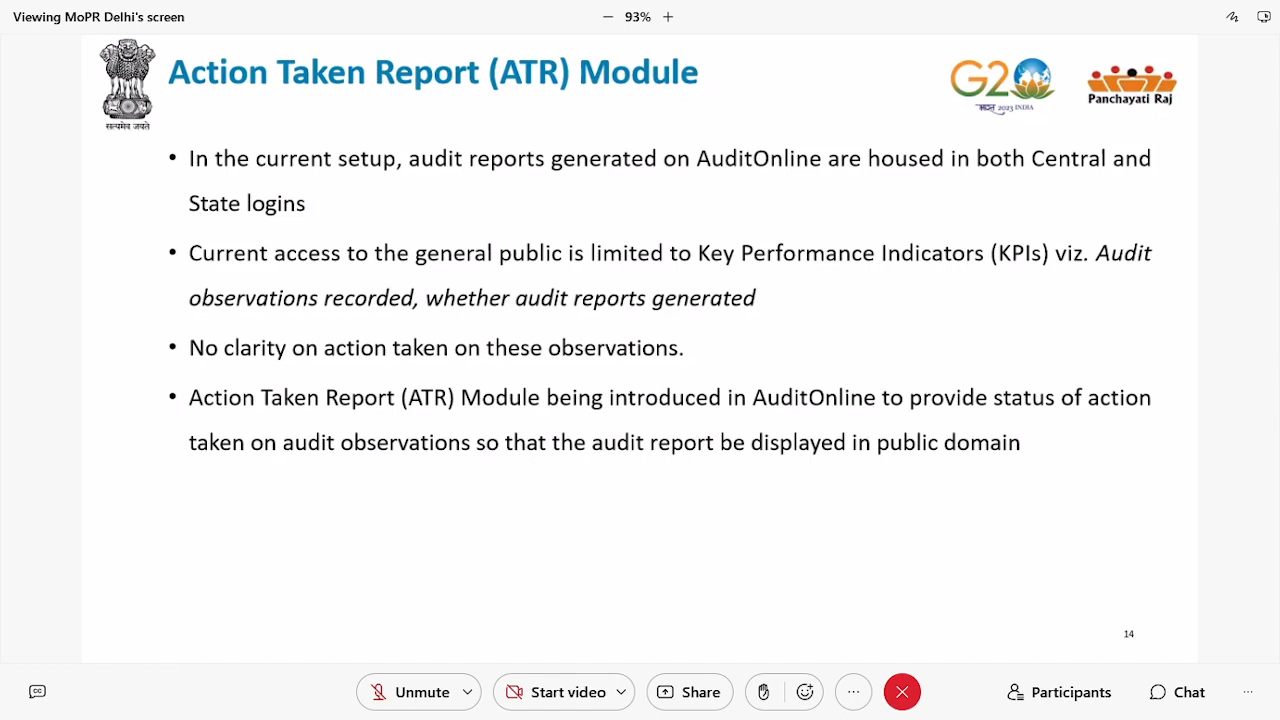 Viewing MoPR Delhi's screen
93%
Action Taken Report (ATR) Module
सत्यमेव जयते
G20
भारत 2023 INDIA
Panchayati Raj
• In the current setup, audit reports generated on AuditOnline are housed in both Central and
State logins
• Current access to the general public is limited to Key Performance Indicators (KPIs) viz. Audit
observations recorded, whether audit reports generated
• No clarity on action taken on these observations.
• Action Taken Report (ATR) Module being introduced in AuditOnline to provide status of action
taken on audit observations so that the audit report be displayed in public domain
14
CC
Unmute
Start video
Share
Participants
Chat